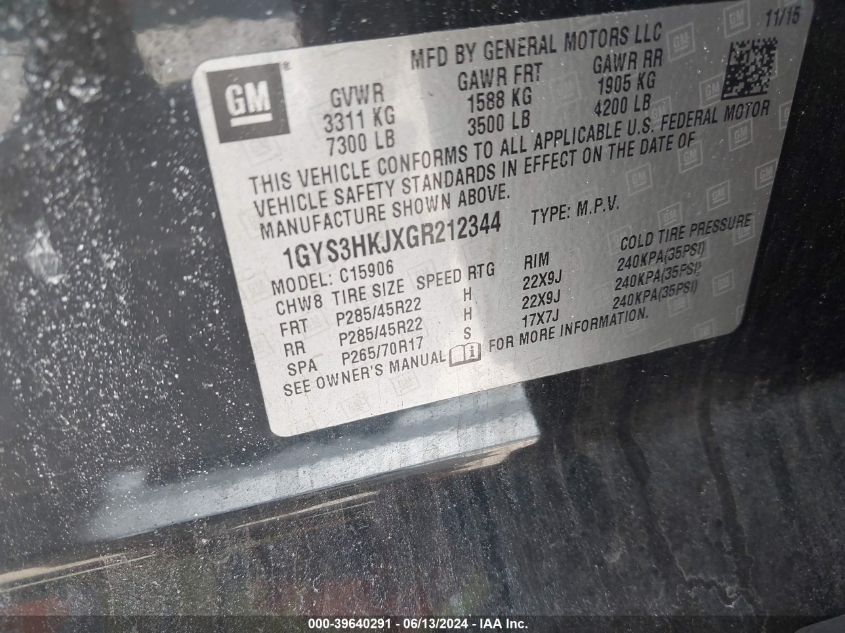 11/15
MFD BY GENERAL MOTORS LLC
GM
GVWR GAWR FRT GAWR RR
3311 KG 1588 KG 1905 KG
7300 LB 3500 LB 4200 LB
THIS VEHICLE CONFORMS TO ALL APPLICABLE U.S. FEDERAL MOTOR
VEHICLE SAFETY STANDARDS IN EFFECT ON THE DATE OF
MANUFACTURE SHOWN ABOVE.
1GYS3HKJXGR212344 TYPE: M.P.V.
MODEL: C15906
CHW8 TIRE SIZE SPEED RTG RIM COLD TIRE PRESSURE
FRT P285/45R22 H 22X9J 240KPA(35PSI)
RR P285/45R22 H 22X9J 240KPA(35PSI)
SPA P265/70R17 S 17X7J 240KPA(35PSI)
SEE OWNER'S MANUAL FOR MORE INFORMATION.
000-39640291 - 06/13/2024 - IAA Inc.